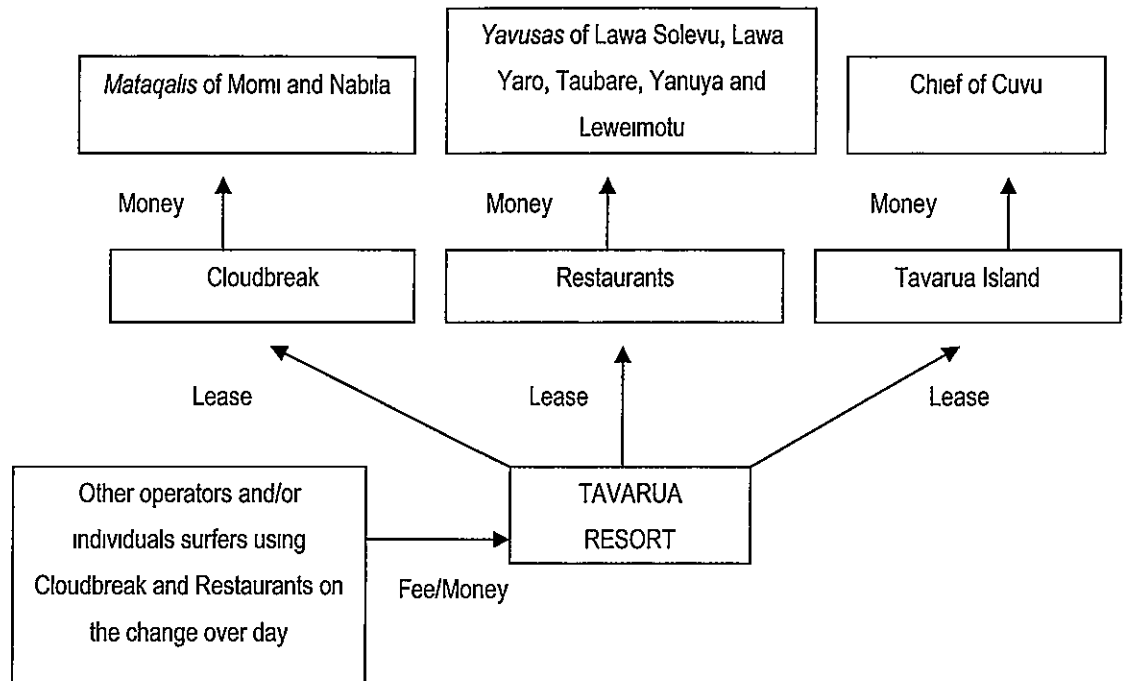 Mataqalis of Momi and Nabila
Yavusas of Lawa Solevu, Lawa
Yaro, Taubare, Yanuya and
Leweimotu
Chief of Cuvu
Money
Money
Money
Cloudbreak
Restaurants
Tavarua Island
Lease
Lease
Lease
Other operators and/or
individuals surfers using
Cloudbreak and Restaurants on
the change over day
Fee/Money
TAVARUA
RESORT